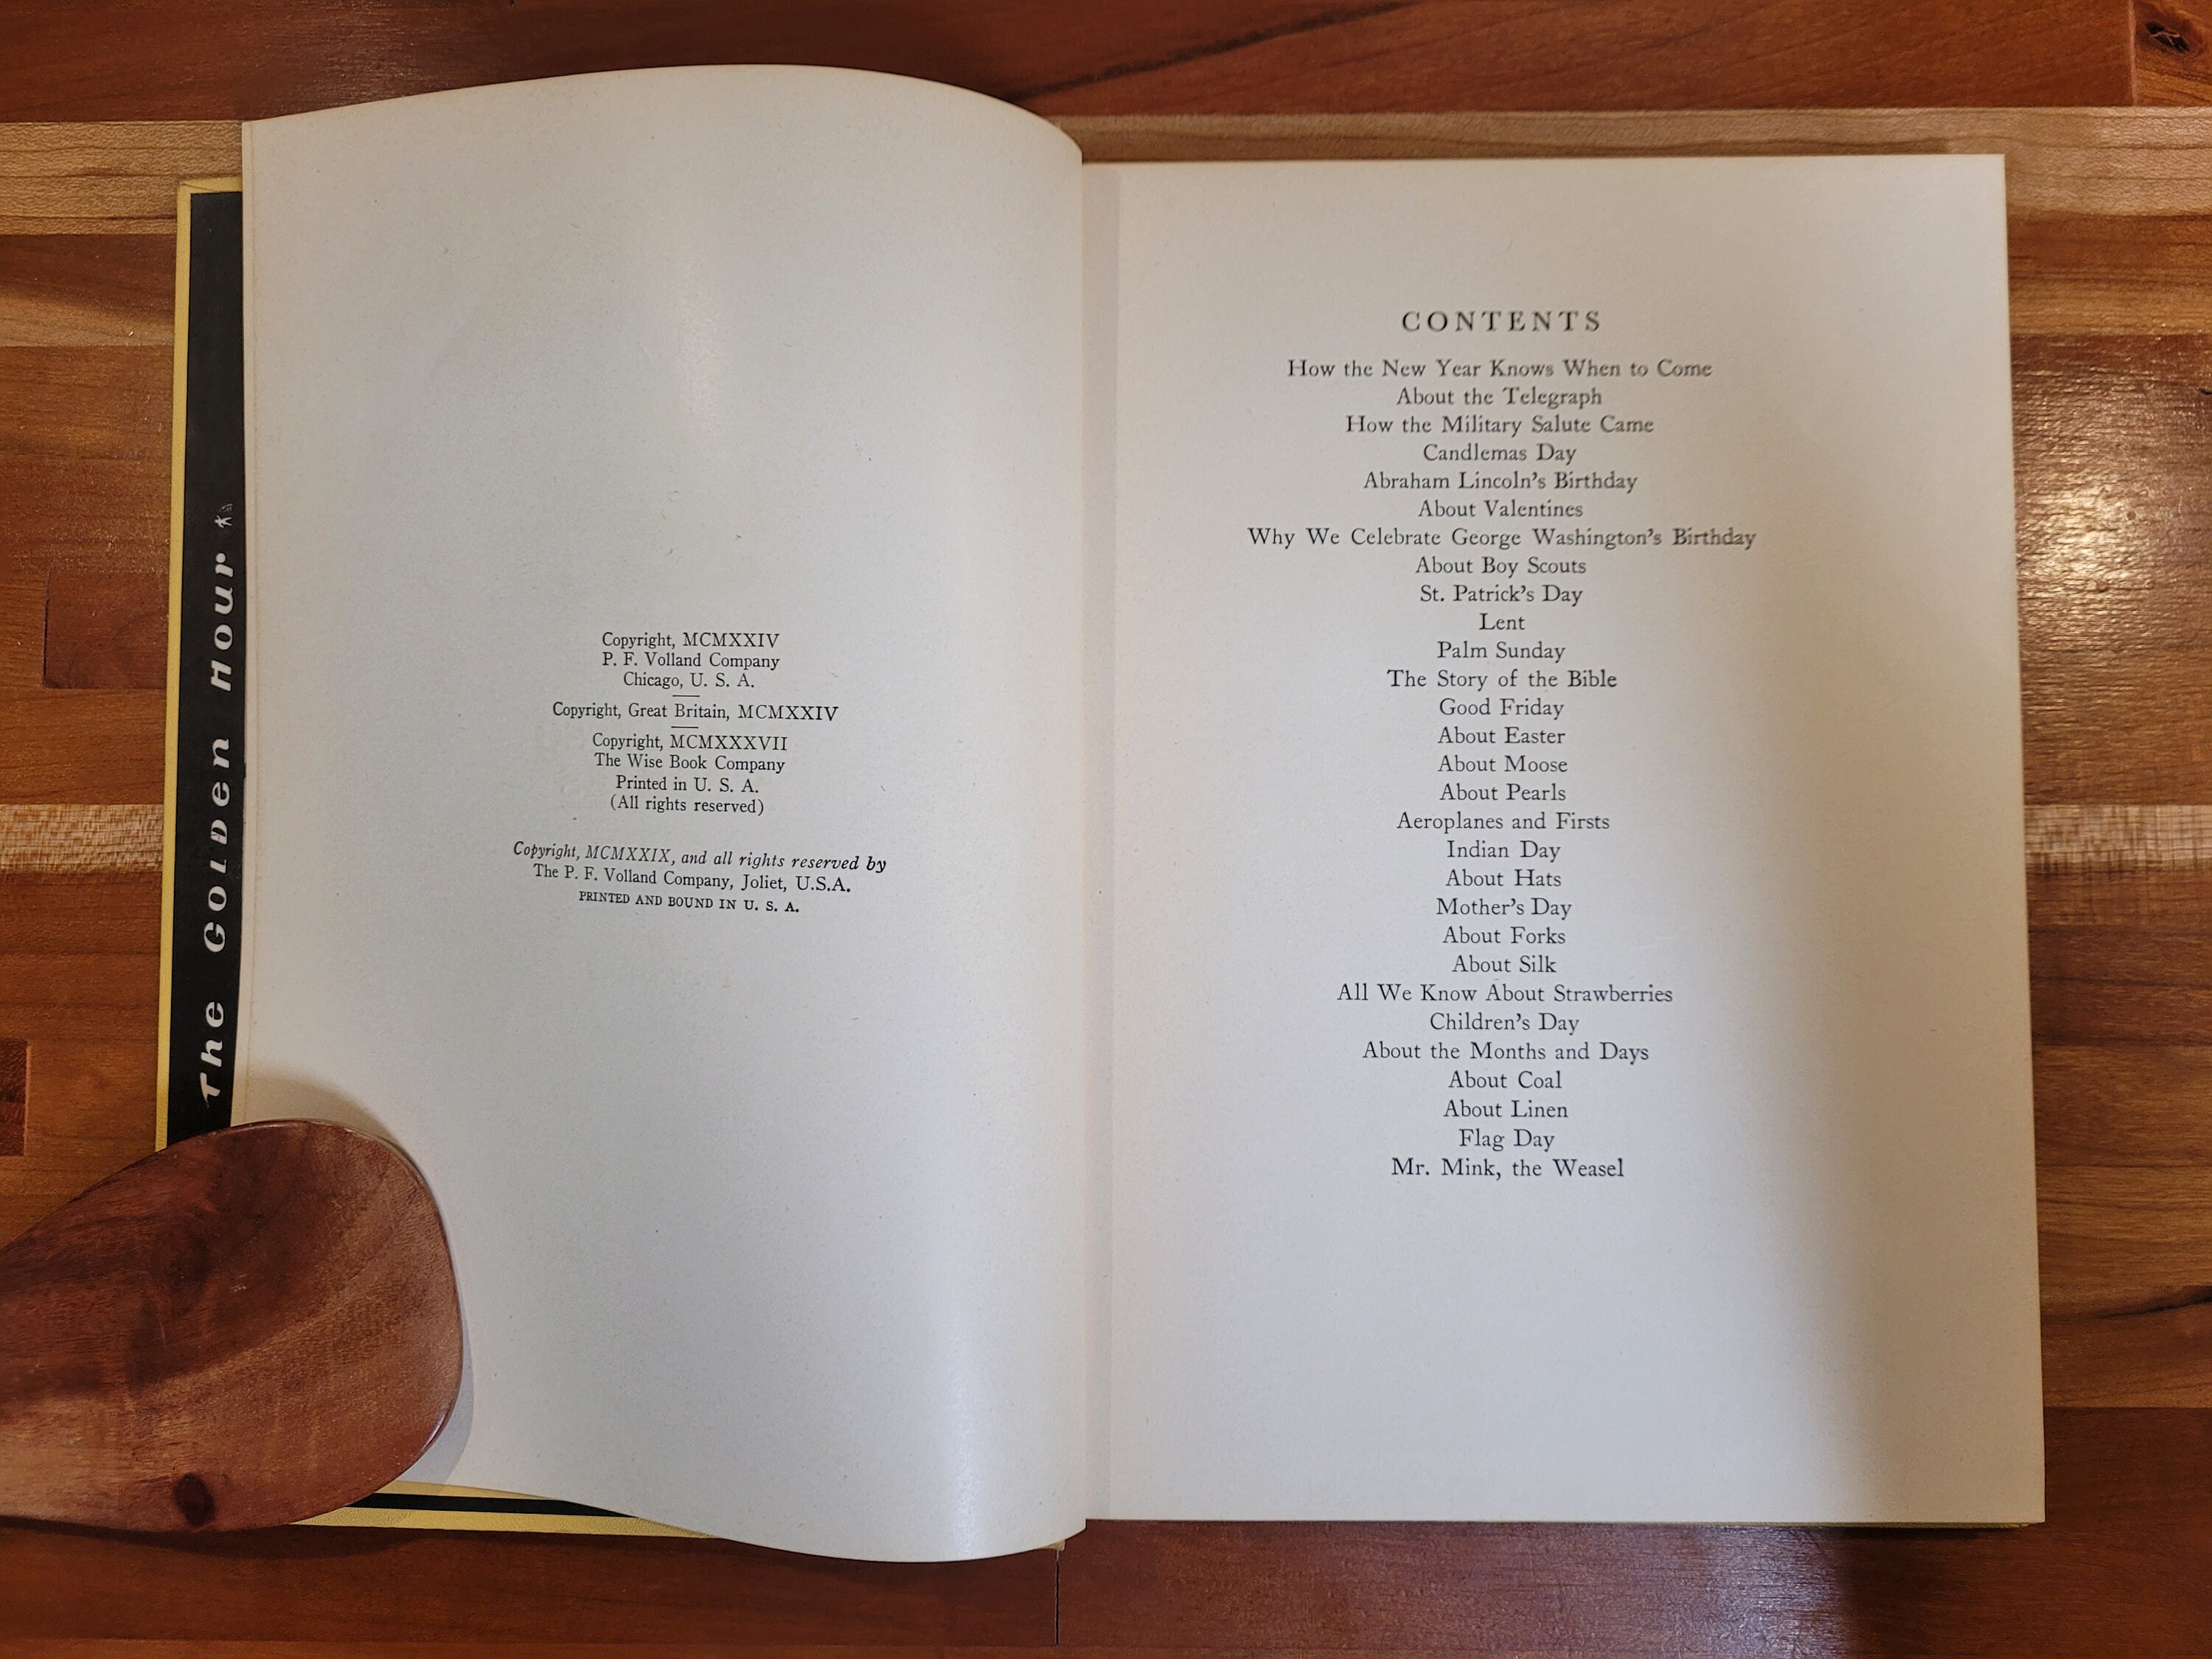 The Golden Hour
Copyright, MCMXXIV
P. F. Volland Company
Chicago, U. S. A.
Copyright, Great Britain, MCMXXIV
Copyright, MCMXXXVII
The Wise Book Company
Printed in U. S. A.
(All rights reserved)
Copyright, MCMXXIX, and all rights reserved by
The P. F. Volland Company, Joliet, U.S.A.
PRINTED AND BOUND IN U. S. A.
CONTENTS
How the New Year Knows When to Come
About the Telegraph
How the Military Salute Came
Candlemas Day
Abraham Lincoln's Birthday
About Valentines
Why We Celebrate George Washington's Birthday
About Boy Scouts
St. Patrick's Day
Lent
Palm Sunday
The Story of the Bible
Good Friday
About Easter
About Moose
About Pearls
Aeroplanes and Firsts
Indian Day
About Hats
Mother's Day
About Forks
About Silk
All We Know About Strawberries
Children's Day
About the Months and Days
About Coal
About Linen
Flag Day
Mr. Mink, the Weasel